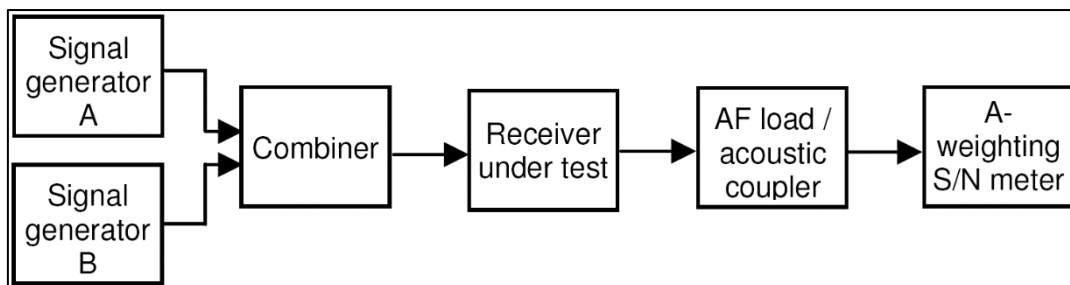 Signal
generator
A
Signal
generator
B
Combiner
Receiver
under test
AF load /
acoustic
coupler
A-
weighting
S/N meter